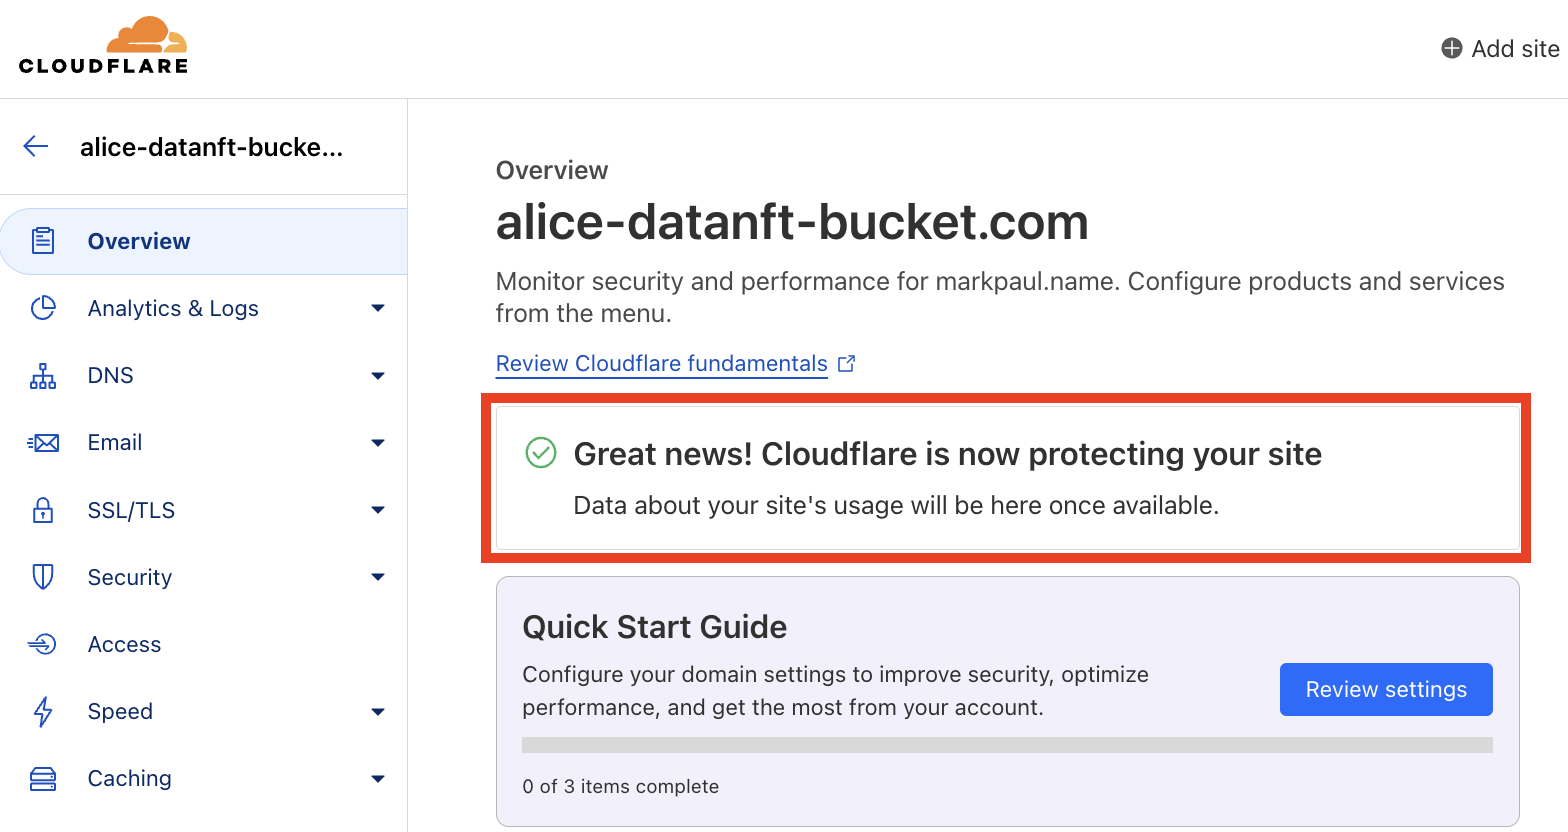 CLOUDFLARE
Add site
alice-datanft-bucke...
Overview
Analytics & Logs
DNS
Email
SSL/TLS
Security
Access
Speed
Caching
Overview
alice-datanft-bucket.com
Monitor security and performance for markpaul.name. Configure products and services
from the menu.
Review Cloudflare fundamentals
Great news! Cloudflare is now protecting your site
Data about your site's usage will be here once available.
Quick Start Guide
Configure your domain settings to improve security, optimize
performance, and get the most from your account.
Review settings
0 of 3 items complete